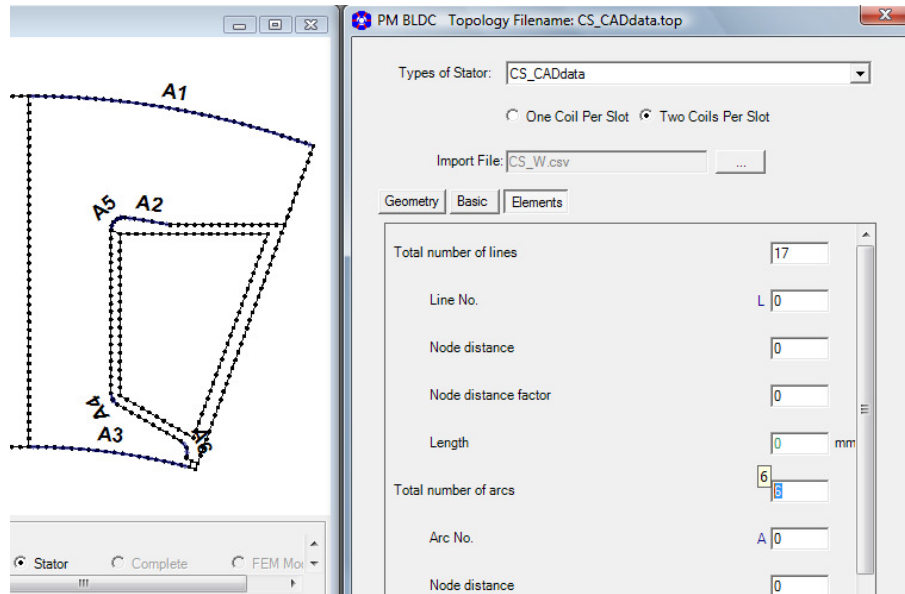 A1
A5 A2
A4
A3
A6
Stator Complete FEM Mo
PM BLDC Topology Filename: CS_CADdata.top
Types of Stator: CS_CADdata
One Coil Per Slot Two Coils Per Slot
Import File: CS_W.csv ...
Geometry Basic Elements
Total number of lines 17
Line No. L 0
Node distance 0
Node distance factor 0
Length 0 mm
6
Total number of arcs 6
Arc No. A 0
Node distance 0